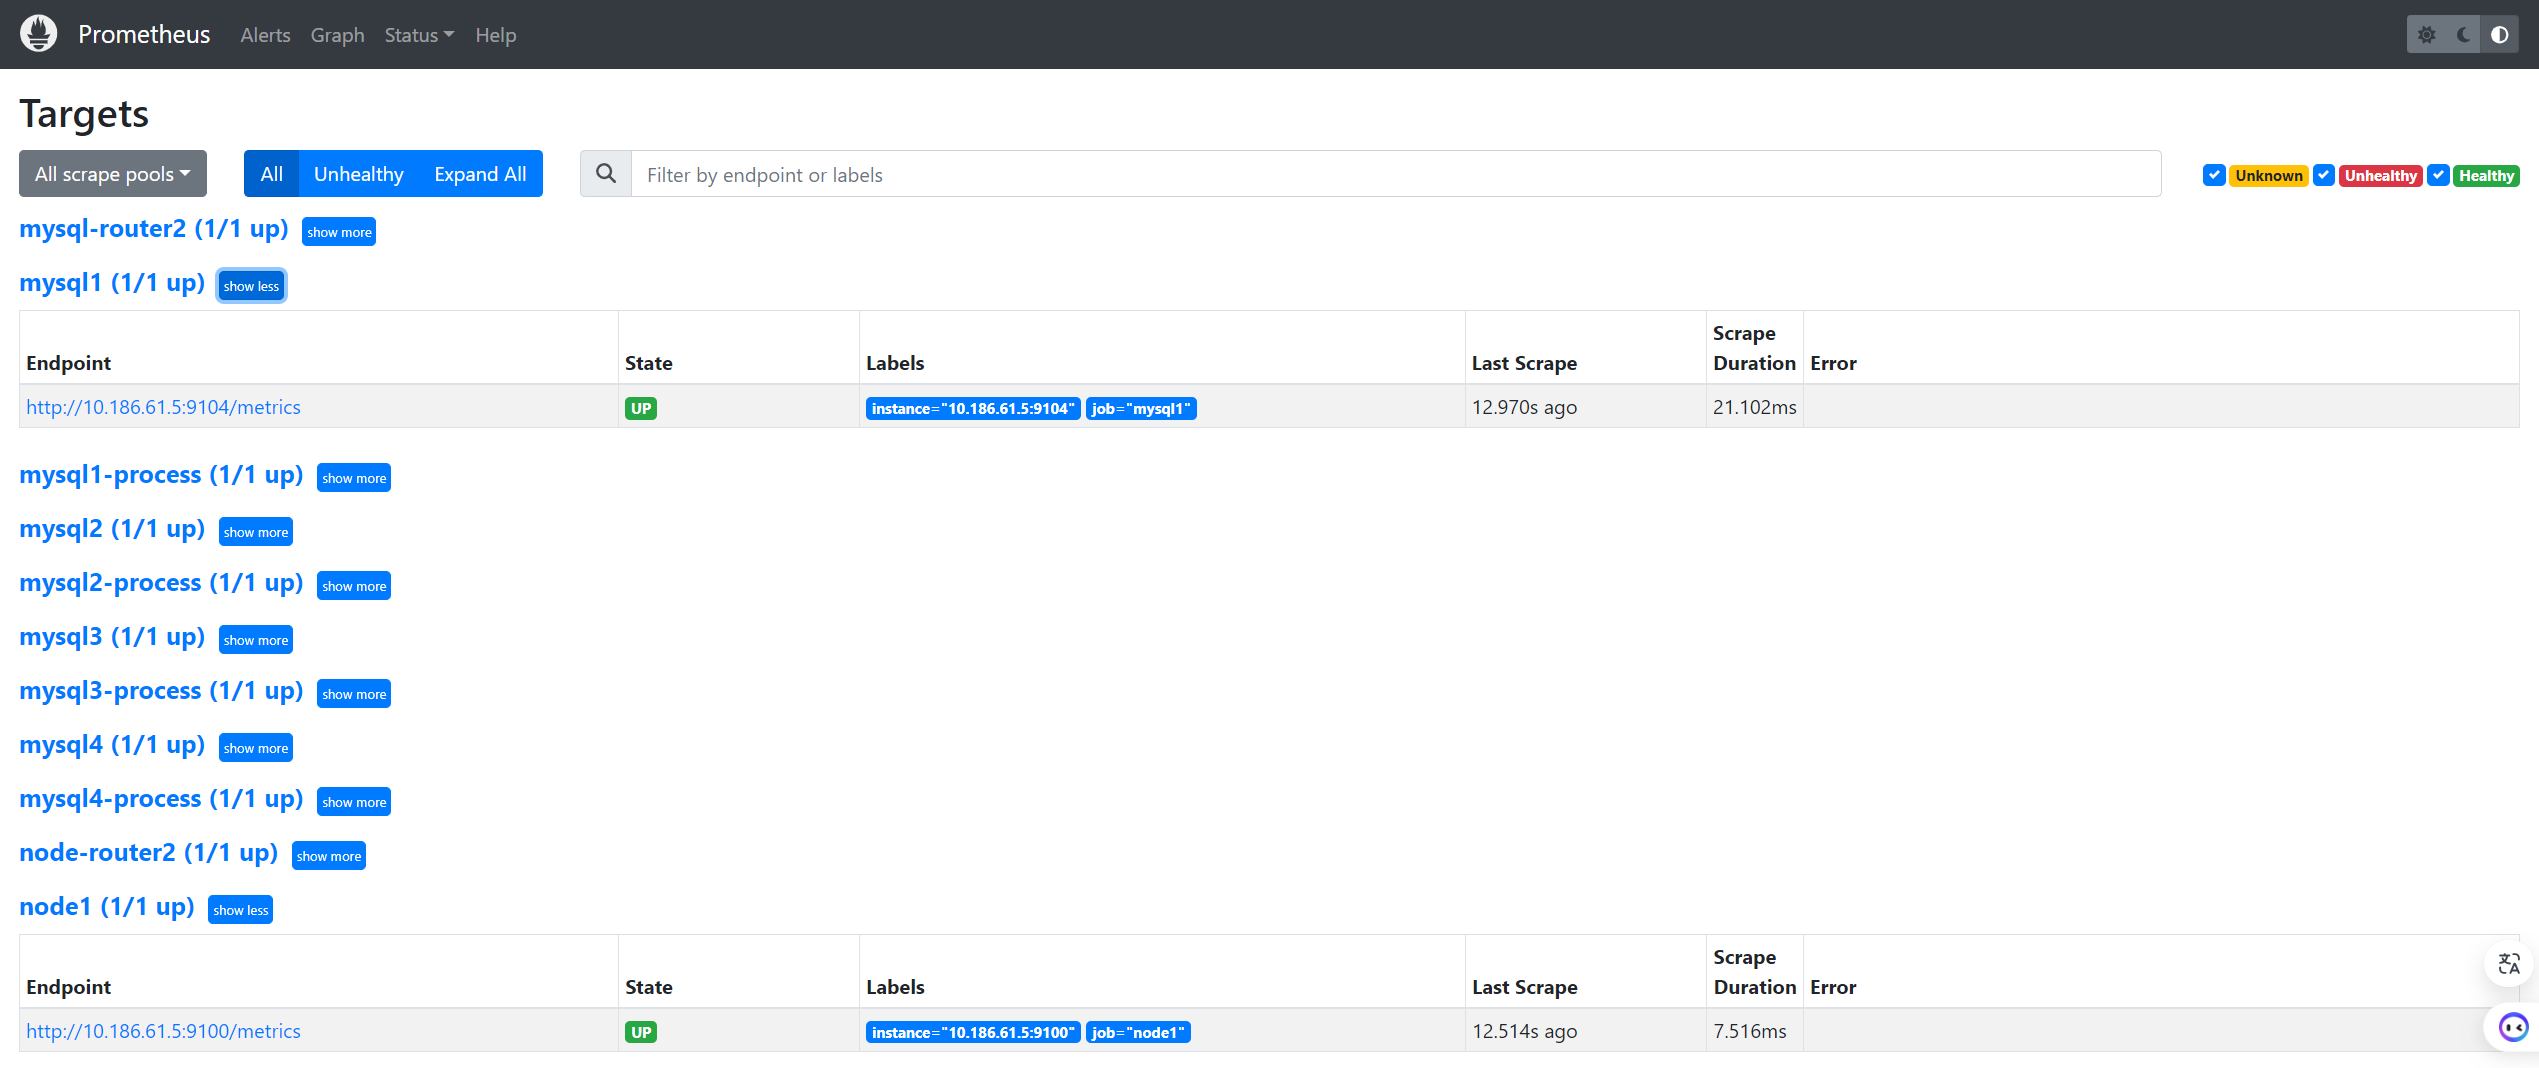 Prometheus Alerts Graph Status Help
Targets
All scrape pools All Unhealthy Expand All Filter by endpoint or labels Unknown Unhealthy Healthy
mysql-router2 (1/1 up) show more
mysql1 (1/1 up) show less
Endpoint State Labels Last Scrape Scrape Duration Error
http://10.186.61.5:9104/metrics UP instance="10.186.61.5:9104" job="mysql1" 12.970s ago 21.102ms
mysql1-process (1/1 up) show more
mysql2 (1/1 up) show more
mysql2-process (1/1 up) show more
mysql3 (1/1 up) show more
mysql3-process (1/1 up) show more
mysql4 (1/1 up) show more
mysql4-process (1/1 up) show more
node-router2 (1/1 up) show more
node1 (1/1 up) show less
Endpoint State Labels Last Scrape Scrape Duration Error
http://10.186.61.5:9100/metrics UP instance="10.186.61.5:9100" job="node1" 12.514s ago 7.516ms